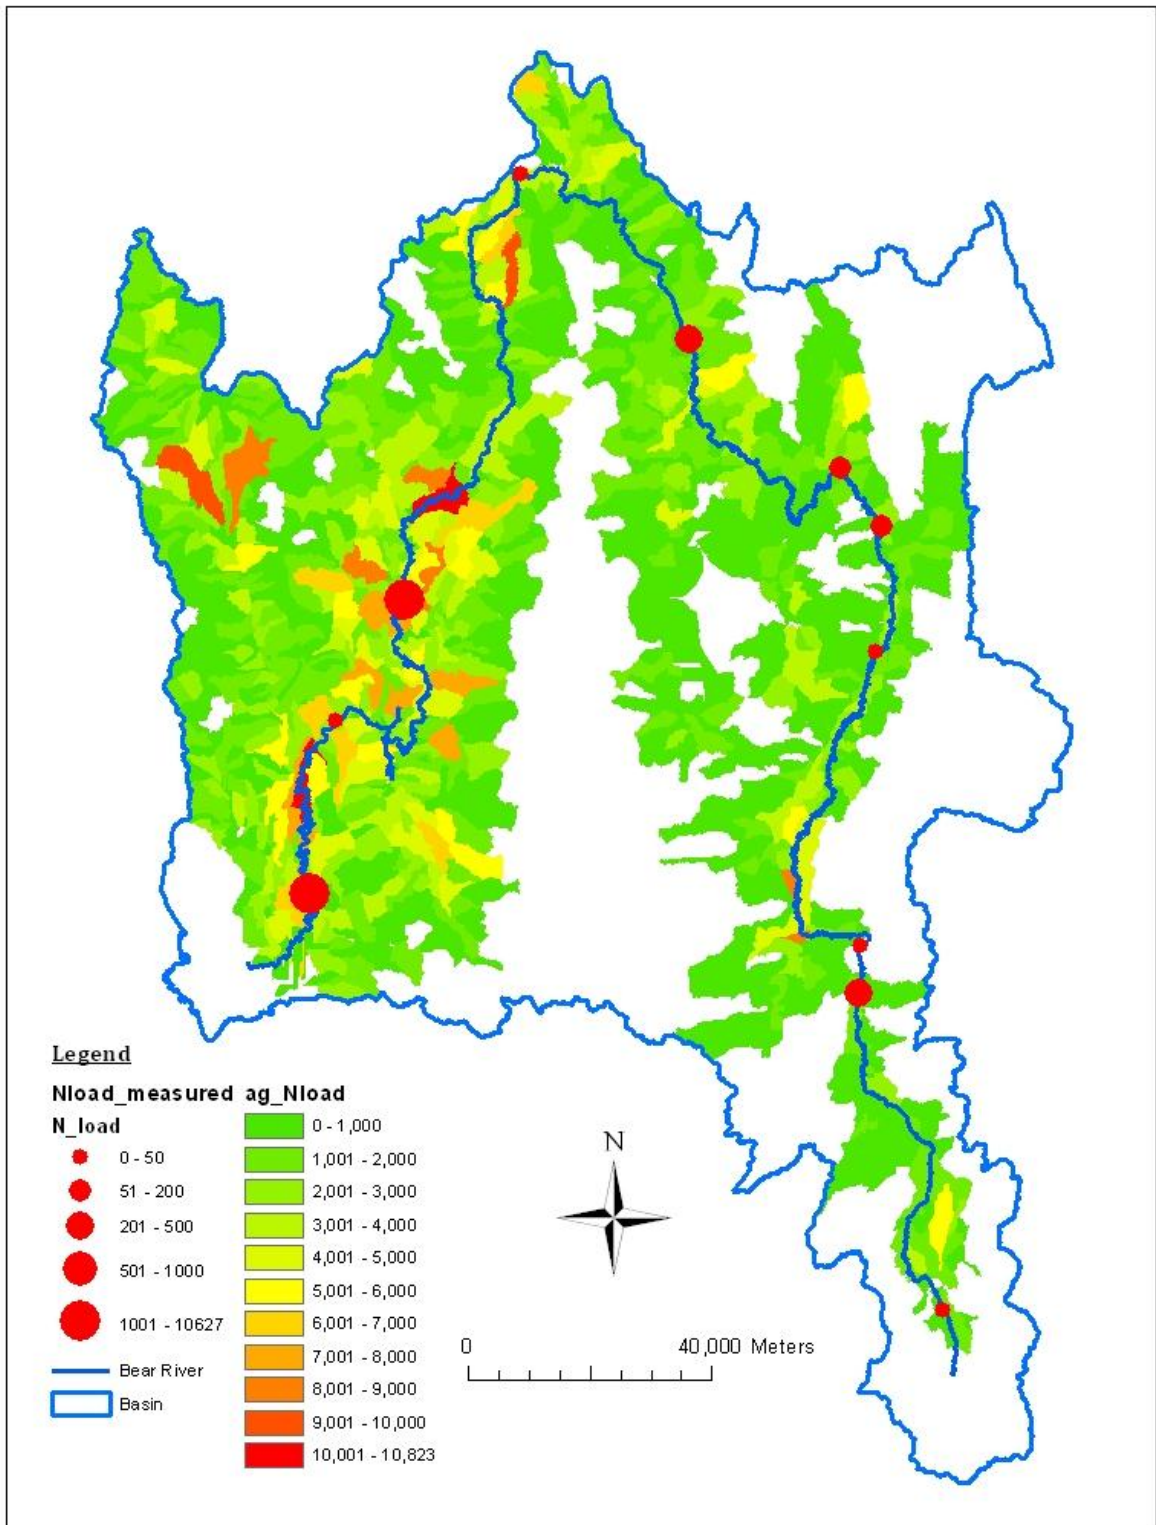 Legend
Nload_measured ag_Nload
N_load
0 - 50
51 - 200
201 - 500
501 - 1000
1001 - 10627
Bear River
Basin
0 - 1,000
1,001 - 2,000
2,001 - 3,000
3,001 - 4,000
4,001 - 5,000
5,001 - 6,000
6,001 - 7,000
7,001 - 8,000
8,001 - 9,000
9,001 - 10,000
10,001 - 10,823
N
0 40,000 Meters